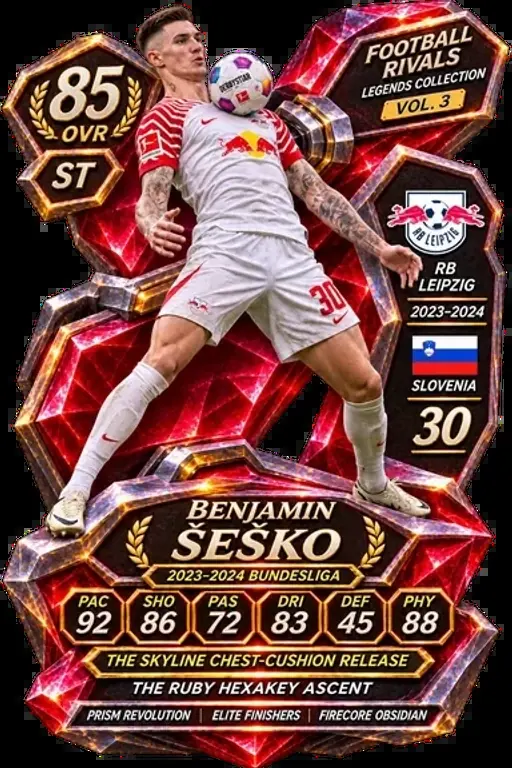 85
OVR
ST
FOOTBALL
RIVALS
LEGENDS COLLECTION
VOL. 3
DERBYSTAR
RB LEIPZIG
RB
LEIPZIG
2023–2024
SLOVENIA
30
30
BENJAMIN
ŠEŠKO
2023–2024 BUNDESLIGA
PAC SHO PAS DRI DEF PHY
92 86 72 83 45 88
THE SKYLINE CHEST-CUSHION RELEASE
THE RUBY HEXAKEY ASCENT
PRISM REVOLUTION | ELITE FINISHERS | FIRECORE OBSIDIAN